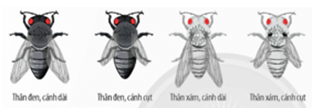 Thân đen, cánh dài
Thân đen, cánh cụt
Thân xám, cánh dài
Thân xám, cánh cụt